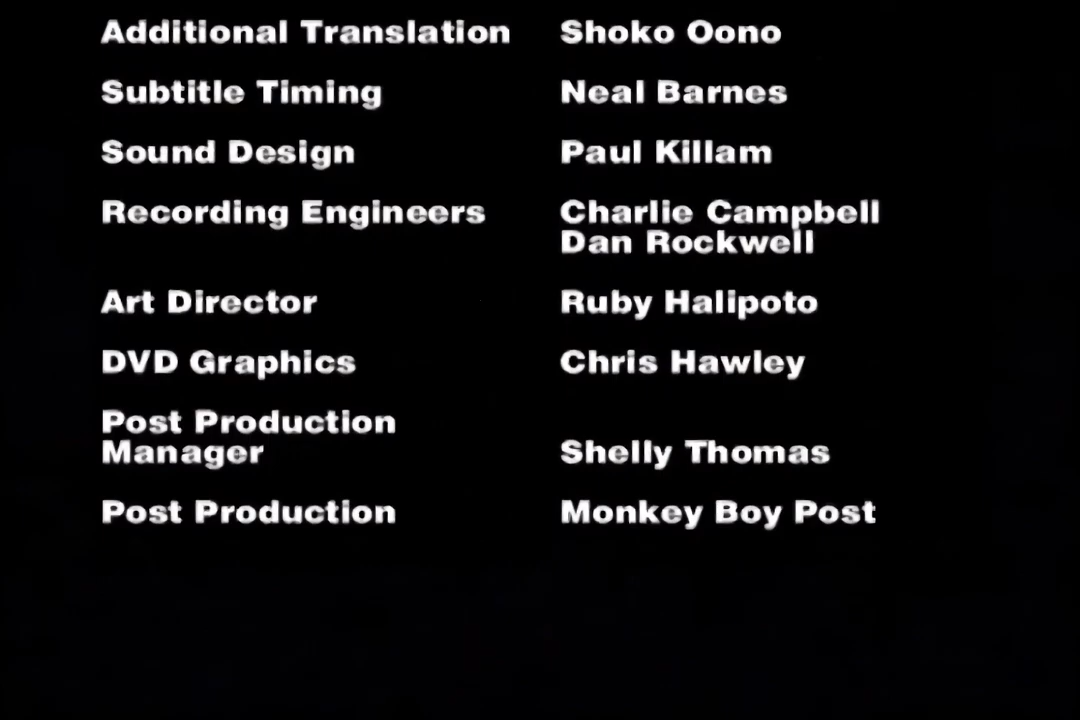 Additional Translation Shoko Oono
Subtitle Timing Neal Barnes
Sound Design Paul Killam
Recording Engineers Charlie Campbell
Dan Rockwell
Art Director Ruby Halipoto
DVD Graphics Chris Hawley
Post Production
Manager Shelly Thomas
Post Production Monkey Boy Post